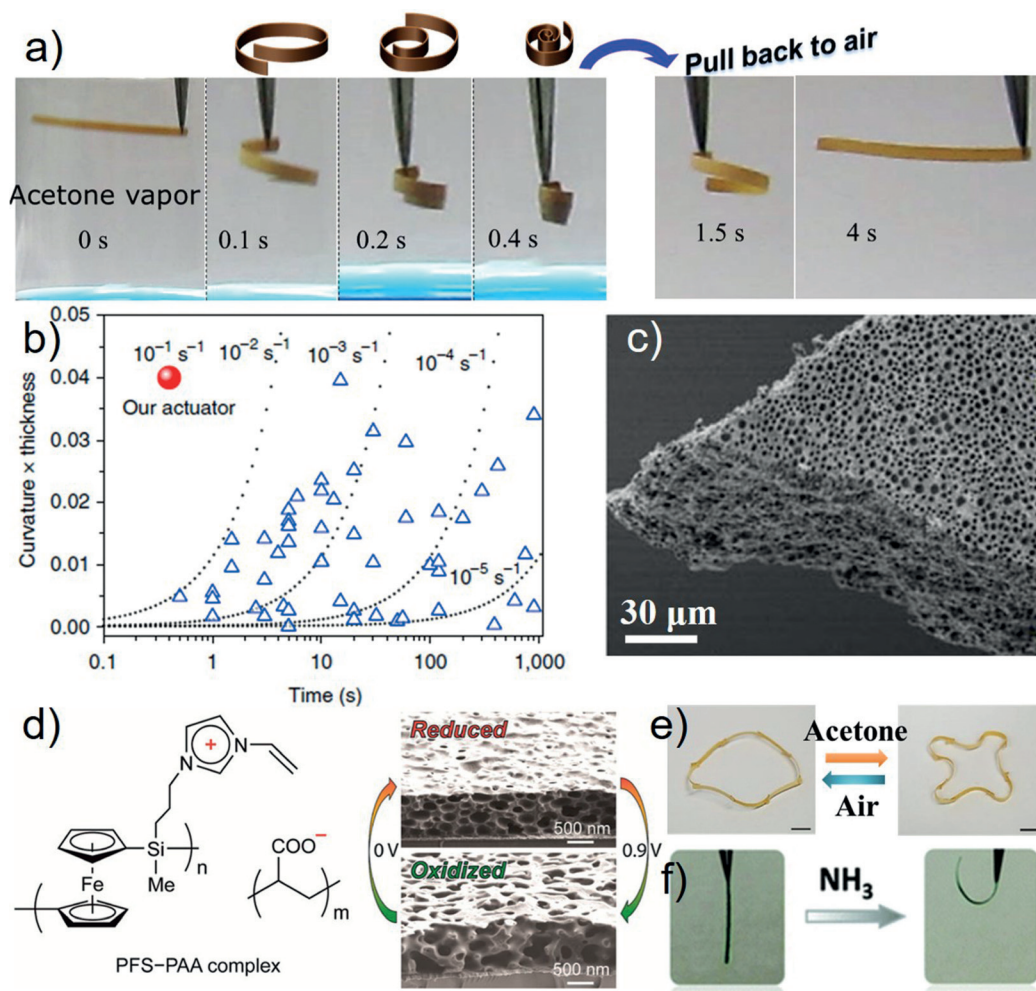 a)
Pull back to air
Acetone vapor
0 s
0.1 s
0.2 s
0.4 s
1.5 s
4 s
b)
Curvature × thickness
0.05
0.04
0.03
0.02
0.01
0.00
10⁻¹ s⁻¹
10⁻² s⁻¹
10⁻³ s⁻¹
10⁻⁴ s⁻¹
10⁻⁵ s⁻¹
Our actuator
0.1
1
10
100
1,000
Time (s)
c)
30 µm
d)
+
N
N
Si
n
Me
Fe
COO⁻
m
PFS–PAA complex
Reduced
500 nm
0 V
0.9 V
Oxidized
500 nm
e)
Acetone
Air
f)
NH₃